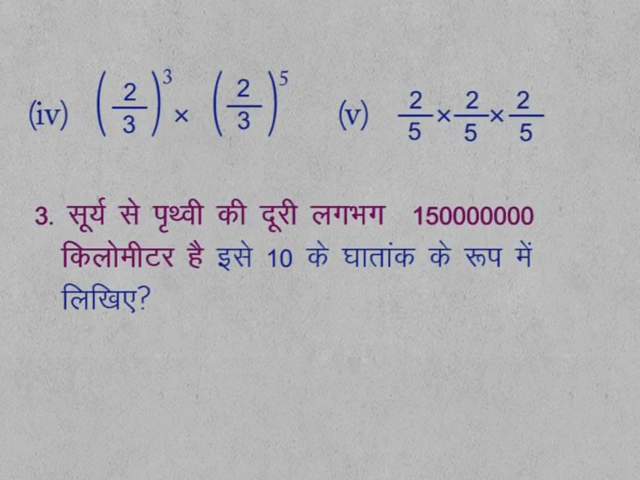 (iv) (2/3)³ × (2/3)⁵ (v) 2/5 × 2/5 × 2/5
3. सूर्य से पृथ्वी की दूरी लगभग 150000000
किलोमीटर है इसे 10 के घातांक के रूप में
लिखिए?